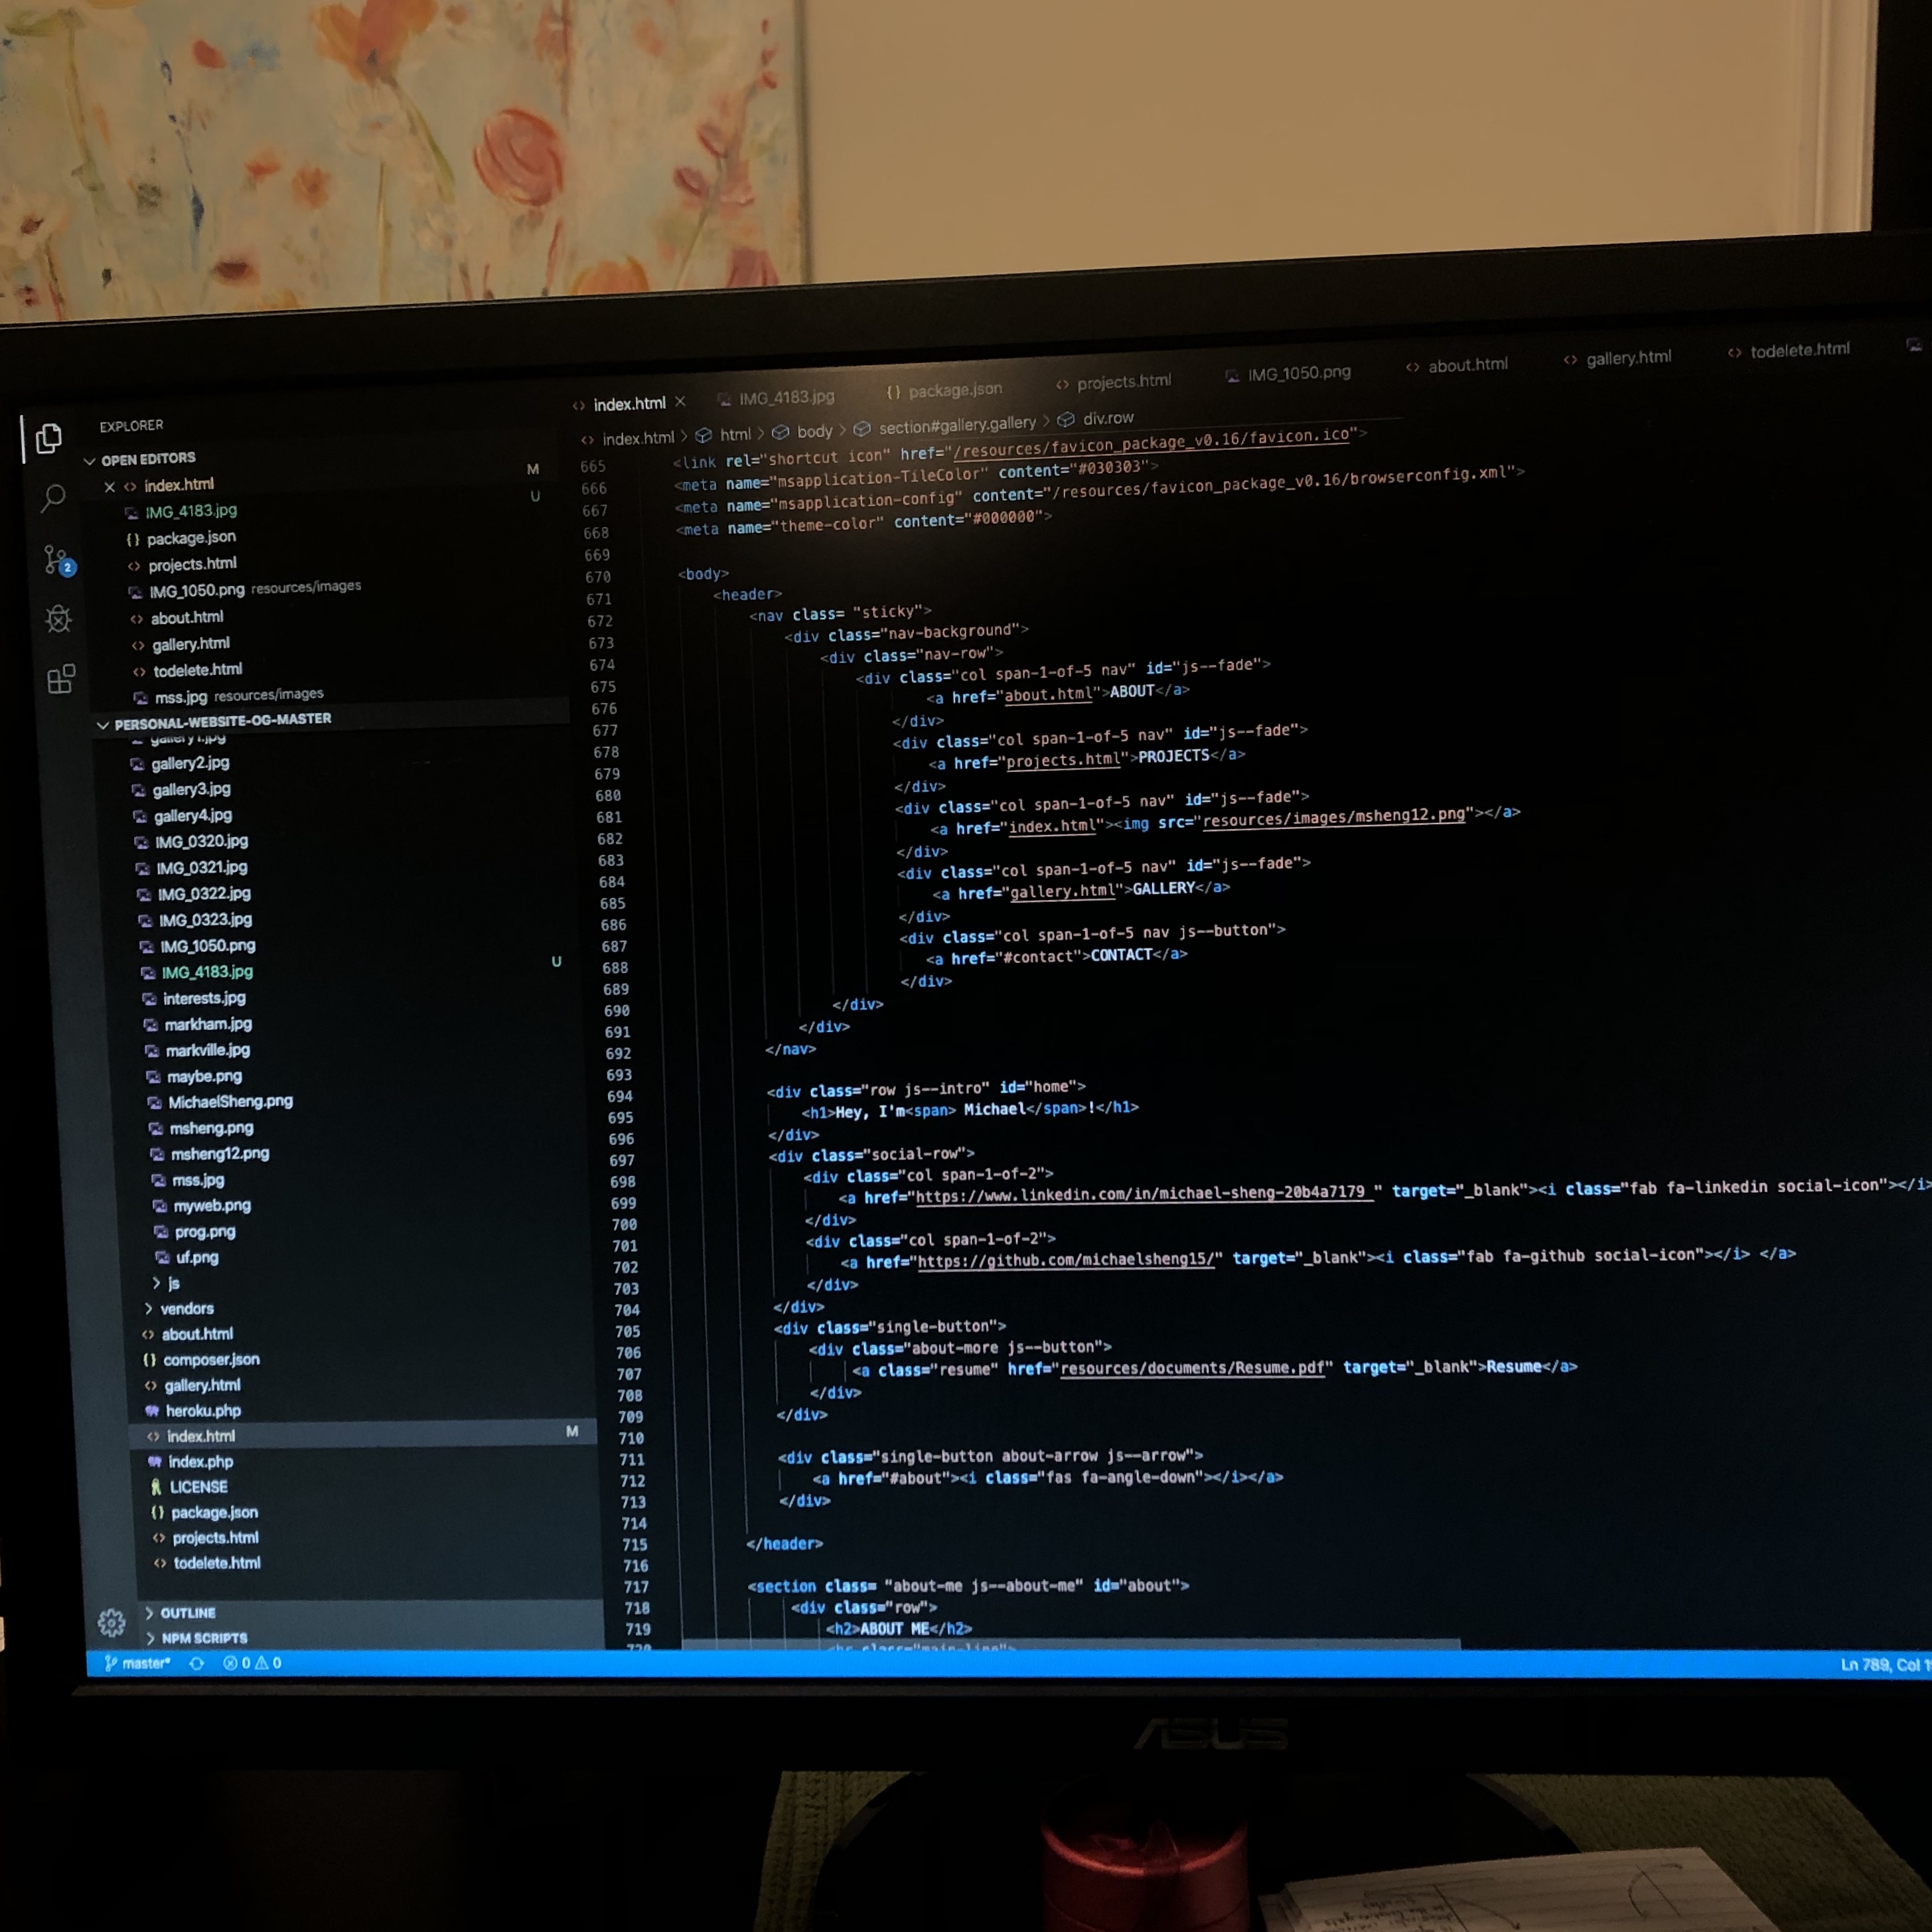 index.html
IMG_4183.jpg
package.json
projects.html
IMG_1050.png
about.html
gallery.html
todelete.html
index.html > html > body > section#gallery.gallery > div.row
EXPLORER
OPEN EDITORS
index.html M
IMG_4183.jpg U
package.json
projects.html
IMG_1050.png resources/images
about.html
gallery.html
todelete.html
mss.jpg resources/images
PERSONAL-WEBSITE-OG-MASTER
gallery1.jpg
gallery2.jpg
gallery3.jpg
gallery4.jpg
IMG_0320.jpg
IMG_0321.jpg
IMG_0322.jpg
IMG_0323.jpg
IMG_1050.png
IMG_4183.jpg U
interests.jpg
markham.jpg
markville.jpg
maybe.png
MichaelSheng.png
msheng.png
msheng12.png
mss.jpg
myweb.png
prog.png
uf.png
js
vendors
about.html
composer.json
gallery.html
heroku.php
index.html M
index.php
LICENSE
package.json
projects.html
todelete.html
OUTLINE
NPM SCRIPTS
665 <link rel="shortcut icon" href="/resources/favicon_package_v0.16/favicon.ico">
666 <meta name="msapplication-TileColor" content="#030303">
667 <meta name="msapplication-config" content="/resources/favicon_package_v0.16/browserconfig.xml">
668 <meta name="theme-color" content="#000000">
669
670 <body>
671 <header>
672 <nav class= "sticky">
673 <div class="nav-background">
674 <div class="nav-row">
675 <div class="col span-1-of-5 nav" id="js--fade">
676 <a href="about.html">ABOUT</a>
677 </div>
678 <div class="col span-1-of-5 nav" id="js--fade">
679 <a href="projects.html">PROJECTS</a>
680 </div>
681 <div class="col span-1-of-5 nav" id="js--fade">
682 <a href="index.html"><img src="resources/images/msheng12.png"></a>
683 </div>
684 <div class="col span-1-of-5 nav" id="js--fade">
685 <a href="gallery.html">GALLERY</a>
686 </div>
687 <div class="col span-1-of-5 nav js--button">
688 <a href="#contact">CONTACT</a>
689 </div>
690 </div>
691 </div>
692 </nav>
693
694 <div class="row js--intro" id="home">
695 <h1>Hey, I'm<span> Michael</span>!</h1>
696 </div>
697 <div class="social-row">
698 <div class="col span-1-of-2">
699 <a href="https://www.linkedin.com/in/michael-sheng-20b4a7179 " target="_blank"><i class="fab fa-linkedin social-icon"></i>
700 </div>
701 <div class="col span-1-of-2">
702 <a href="https://github.com/michaelsheng15/" target="_blank"><i class="fab fa-github social-icon"></i> </a>
703 </div>
704 </div>
705 <div class="single-button">
706 <div class="about-more js--button">
707 <a class="resume" href="resources/documents/Resume.pdf" target="_blank">Resume</a>
708 </div>
709 </div>
710
711 <div class="single-button about-arrow js--arrow">
712 <a href="#about"><i class="fas fa-angle-down"></i></a>
713 </div>
714
715 </header>
716
717 <section class= "about-me js--about-me" id="about">
718 <div class="row">
719 <h2>ABOUT ME</h2>
720 <hr class="main-line">
2
master* 0 0
Ln 789, Col 1
ASUS